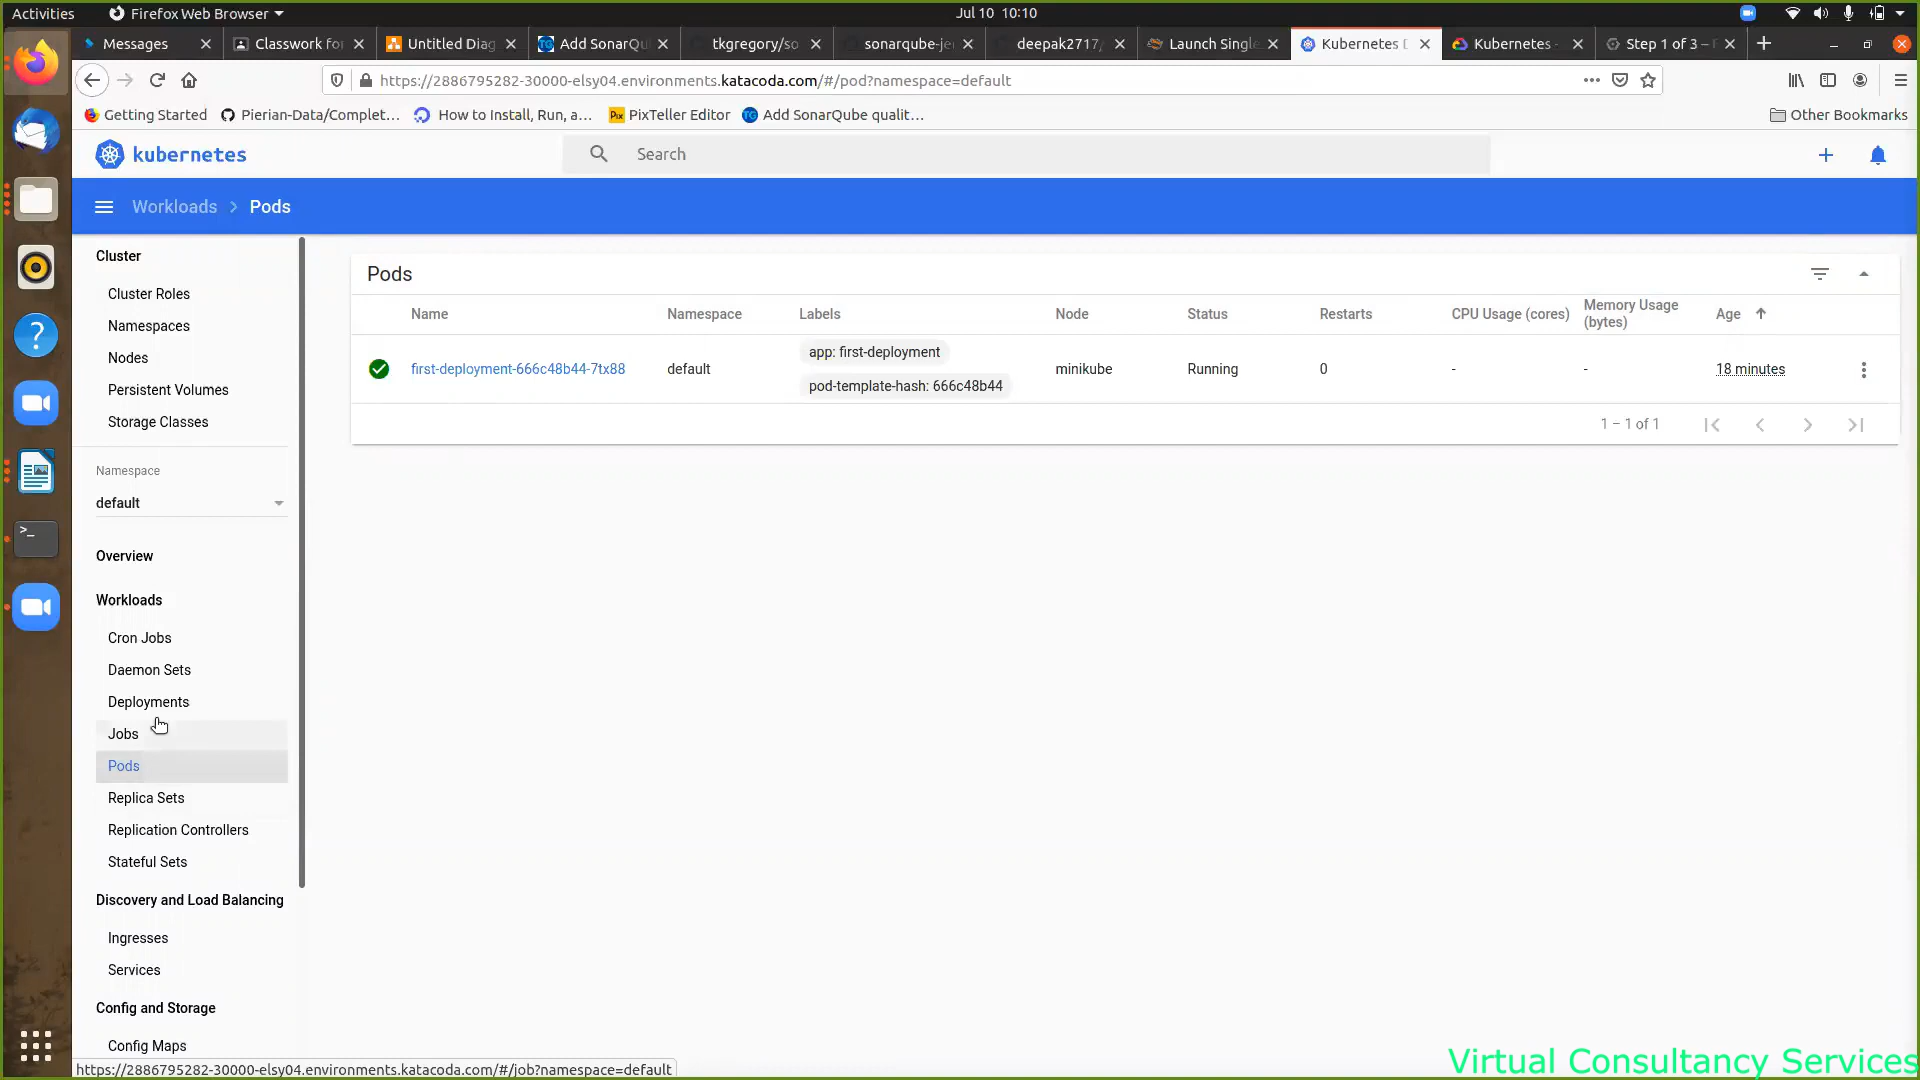 Activities
Firefox Web Browser
Jul 10 10:10
Messages
Classwork for
Untitled Diag
Add SonarQu
tkgregory/so
sonarqube-je
deepak2717/
Launch Single
Kubernetes D
Kubernetes -
Step 1 of 3 –
https://2886795282-30000-elsy04.environments.katacoda.com/#/pod?namespace=default
Getting Started
Pierian-Data/Complet...
How to Install, Run, a...
Pix
PixTeller Editor
Add SonarQube qualit...
Other Bookmarks
kubernetes
Search
Workloads
Pods
Cluster
Cluster Roles
Namespaces
Nodes
Persistent Volumes
Storage Classes
Namespace
default
Overview
Workloads
Cron Jobs
Daemon Sets
Deployments
Jobs
Pods
Replica Sets
Replication Controllers
Stateful Sets
Discovery and Load Balancing
Ingresses
Services
Config and Storage
Config Maps
Pods
Name Namespace Labels Node Status Restarts CPU Usage (cores) Memory Usage (bytes) Age
first-deployment-666c48b44-7tx88 default app: first-deployment minikube Running 0 - - 18 minutes
pod-template-hash: 666c48b44
1 – 1 of 1
https://2886795282-30000-elsy04.environments.katacoda.com/#/job?namespace=default
Virtual Consultancy Services